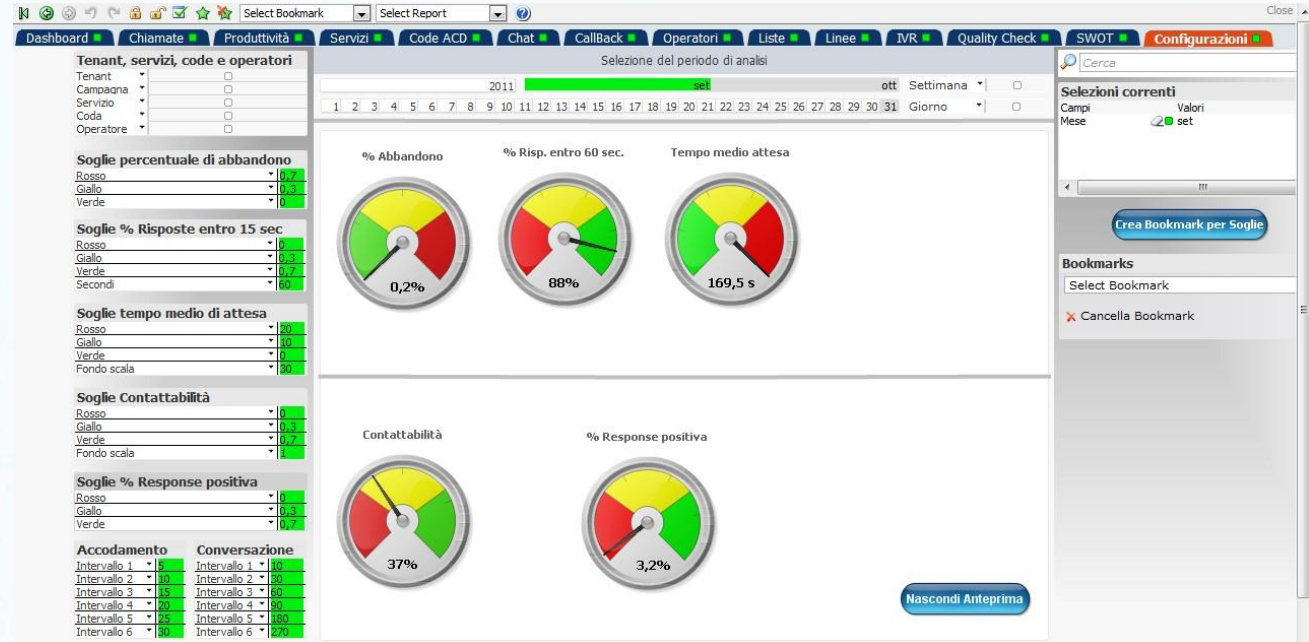 Select Bookmark Select Report Close
Dashboard Chiamate Produttività Servizi Code ACD Chat CallBack Operatori Liste Linee IVR Quality Check SWOT Configurazioni
Tenant, servizi, code e operatori
Tenant
Campagna
Servizio
Coda
Operatore
Soglie percentuale di abbandono
Rosso 0,7
Giallo 0,3
Verde 0
Soglie % Risposte entro 15 sec
Rosso 0
Giallo 0,3
Verde 0,7
Secondi 60
Soglie tempo medio di attesa
Rosso 20
Giallo 10
Verde 0
Fondo scala 30
Soglie Contattabilità
Rosso 0
Giallo 0,3
Verde 0,7
Fondo scala 1
Soglie % Response positiva
Rosso 0
Giallo 0,3
Verde 0,7
Accodamento Conversazione
Intervallo 1 5 Intervallo 1 10
Intervallo 2 10 Intervallo 2 30
Intervallo 3 15 Intervallo 3 60
Intervallo 4 20 Intervallo 4 90
Intervallo 5 25 Intervallo 5 180
Intervallo 6 30 Intervallo 6 270
Selezione del periodo di analisi
2011 set ott Settimana
1 2 3 4 5 6 7 8 9 10 11 12 13 14 15 16 17 18 19 20 21 22 23 24 25 26 27 28 29 30 31 Giorno
% Abbandono % Risp. entro 60 sec. Tempo medio attesa
0,2% 88% 169,5 s
Contattabilità % Response positiva
37% 3,2%
Nascondi Anteprima
Cerca
Selezioni correnti
Campi Valori
Mese set
Crea Bookmark per Soglie
Bookmarks
Select Bookmark
Cancella Bookmark